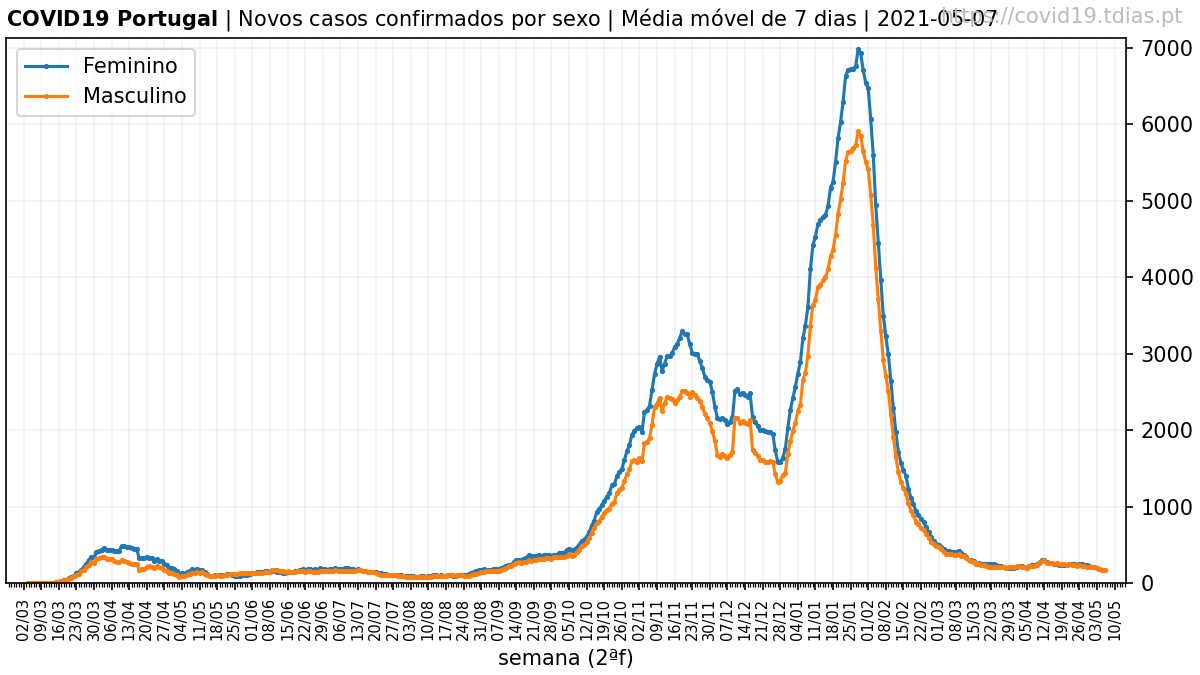 COVID19 Portugal | Novos casos confirmados por sexo | Média móvel de 7 dias | 2021-05-07
https://covid19.tdias.pt
Feminino
Masculino
7000
6000
5000
4000
3000
2000
1000
0
02/03 09/03 16/03 23/03 30/03 06/04 13/04 20/04 27/04 04/05 11/05 18/05 25/05 01/06 08/06 15/06 22/06 29/06 06/07 13/07 20/07 27/07 03/08 10/08 17/08 24/08 31/08 07/09 14/09 21/09 28/09 05/10 12/10 19/10 26/10 02/11 09/11 16/11 23/11 30/11 07/12 14/12 21/12 28/12 04/01 11/01 18/01 25/01 01/02 08/02 15/02 22/02 01/03 08/03 15/03 22/03 29/03 05/04 12/04 19/04 26/04 03/05 10/05
semana (2ªf)